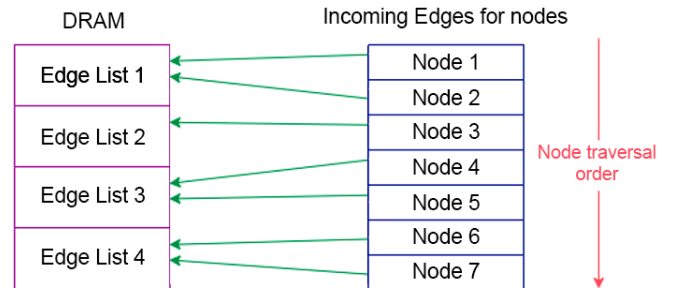 DRAM
Incoming Edges for nodes
Edge List 1
Edge List 2
Edge List 3
Edge List 4
Node 1
Node 2
Node 3
Node 4
Node 5
Node 6
Node 7
Node traversal
order